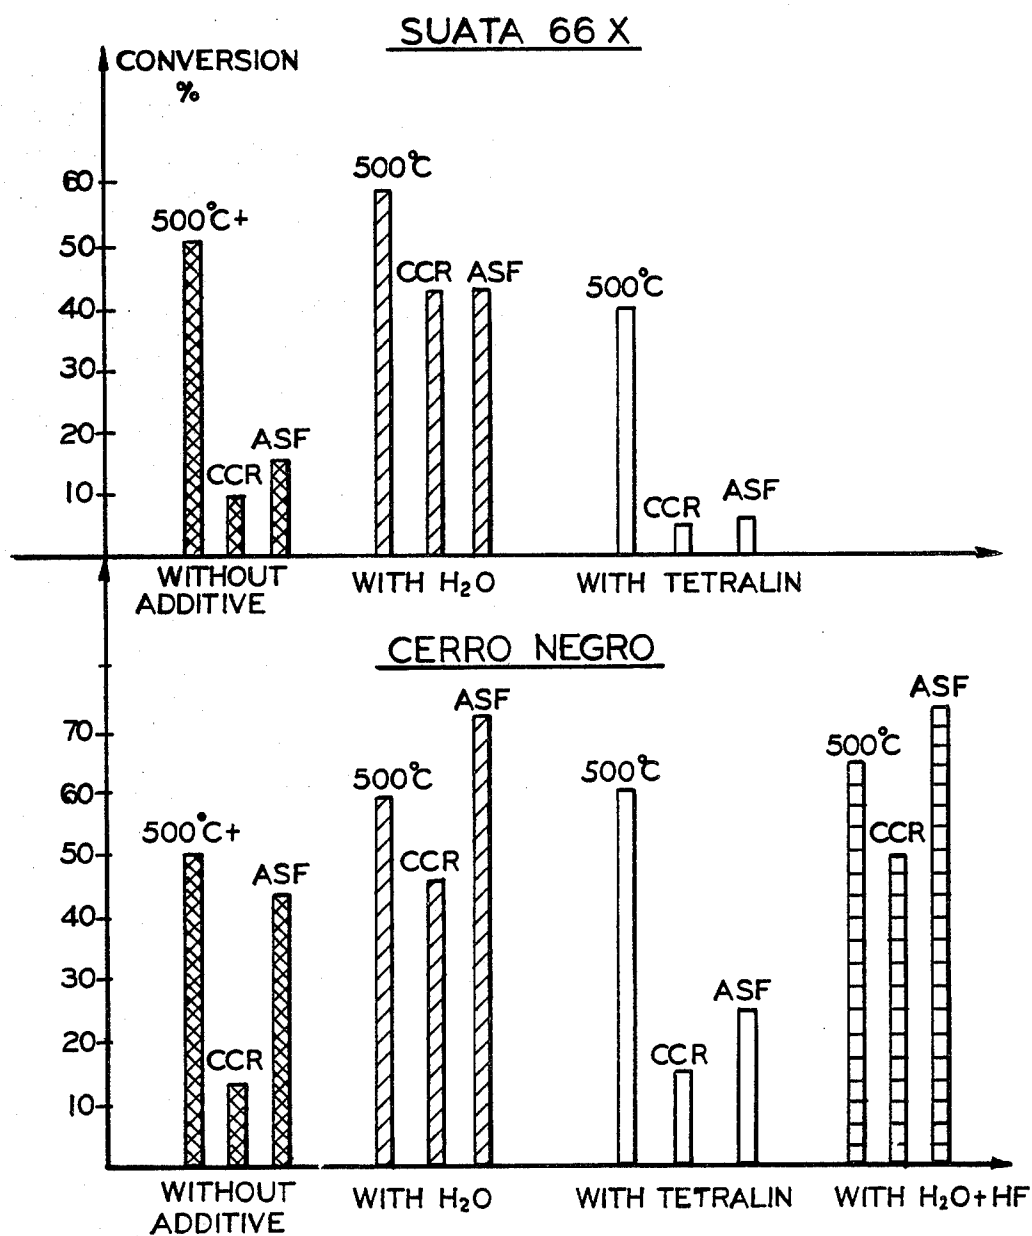 SUATA 66 X
CONVERSION
%
60
50
40
30
20
10
500°C+
CCR
ASF
500°C
CCR
ASF
500°C
CCR
ASF
WITHOUT
ADDITIVE
WITH H₂O
WITH TETRALIN
CERRO NEGRO
70
60
50
40
30
20
10
500°C+
CCR
ASF
500°C
CCR
ASF
500°C
CCR
ASF
500°C
CCR
ASF
WITHOUT
ADDITIVE
WITH H₂O
WITH TETRALIN
WITH H₂O+HF